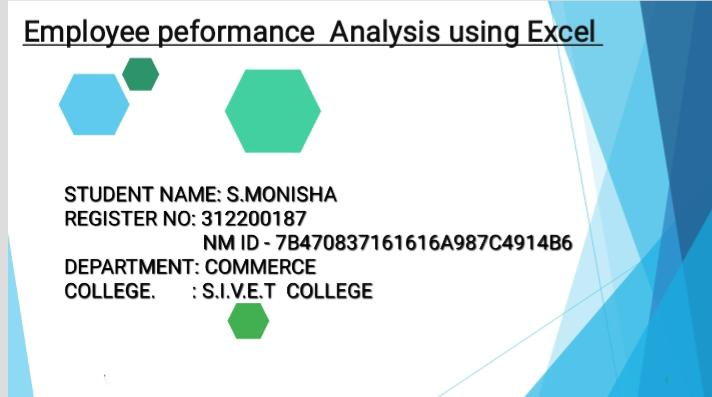 Employee peformance  Analysis using Excel
STUDENT NAME: S.MONISHA
REGISTER NO: 312200187
NM ID - 7B470837161616A987C4914B6
DEPARTMENT: COMMERCE
COLLEGE.      : S.I.V.E.T  COLLEGE